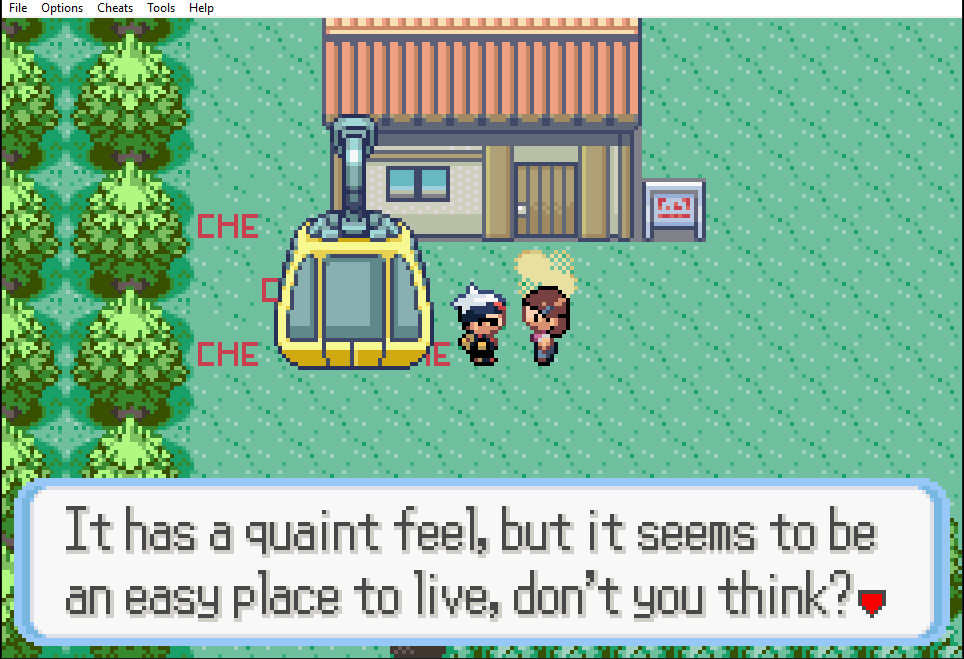 File Options Cheats Tools Help
CHE
CHE
It has a quaint feel, but it seems to be
an easy place to live, don't you think?